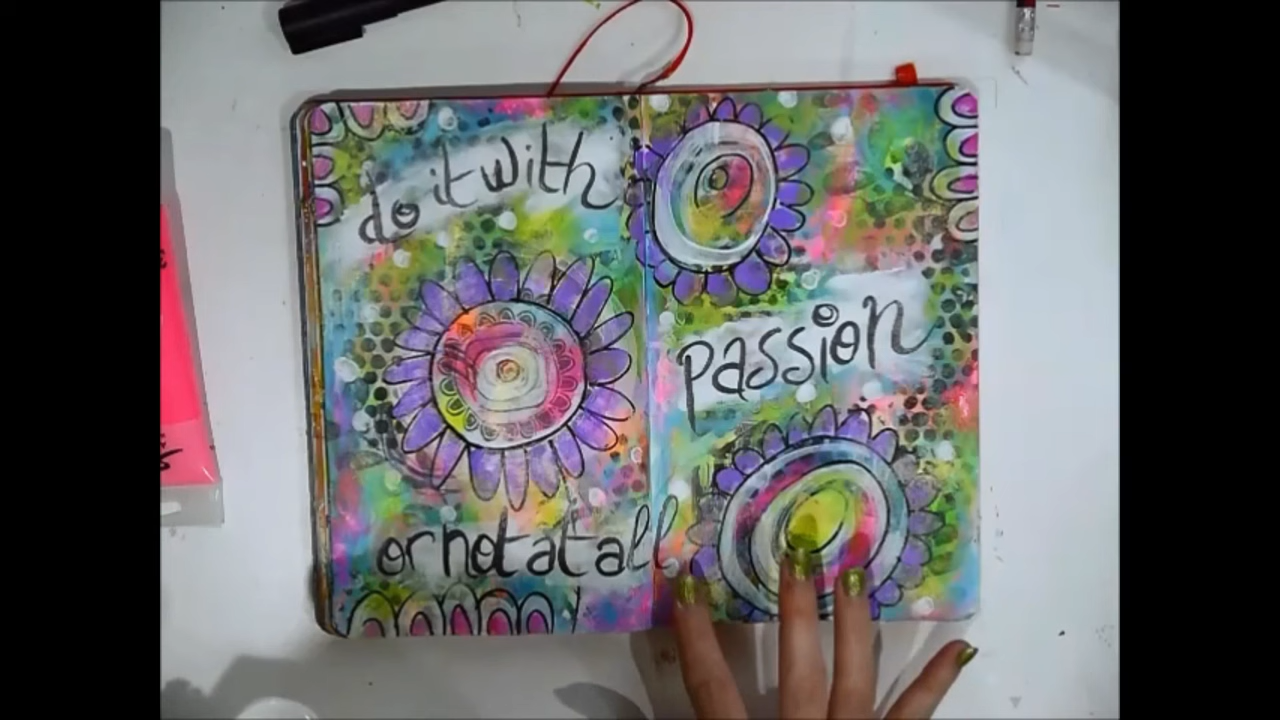 do it with
passion
or not at all